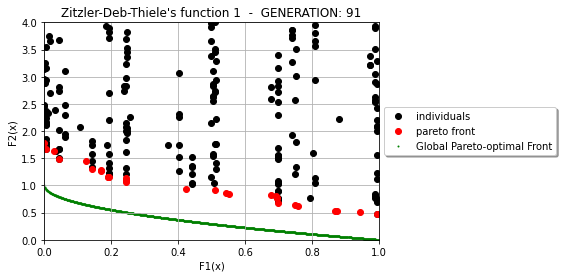 Zitzler-Deb-Thiele's function 1 - GENERATION: 91
4.0
3.5
3.0
2.5
2.0
1.5
1.0
0.5
0.0
F2(x)
0.0 0.2 0.4 0.6 0.8 1.0
F1(x)
individuals
pareto front
Global Pareto-optimal Front